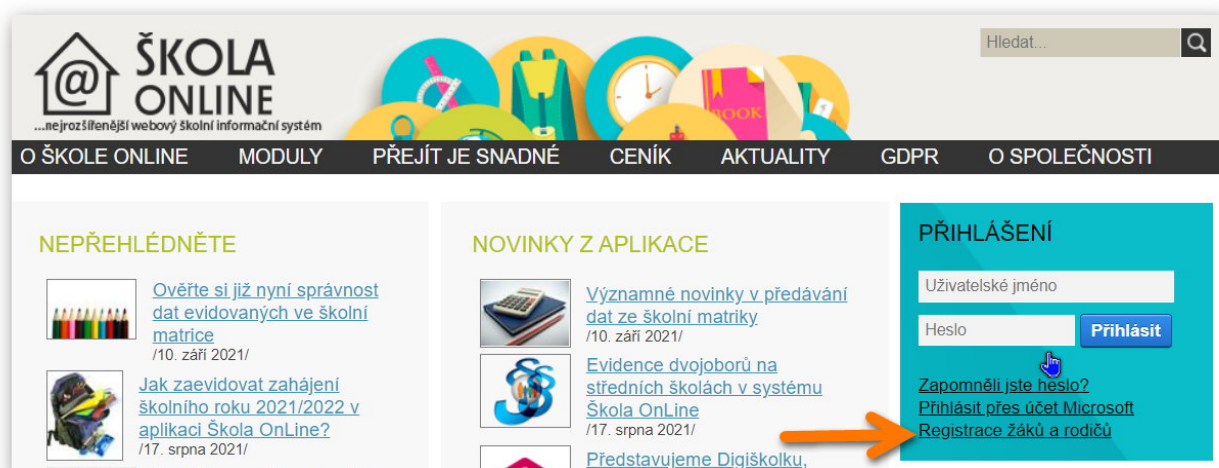 ŠKOLA
ONLINE
...nejrozšířenější webový školní informační systém
Hledat...
BOOK
O ŠKOLE ONLINE MODULY PŘEJÍT JE SNADNÉ CENÍK AKTUALITY GDPR O SPOLEČNOSTI
NEPŘEHLÉDNĚTE
Ověřte si již nyní správnost
dat evidovaných ve školní
matrice
/10. září 2021/
Jak zaevidovat zahájení
školního roku 2021/2022 v
aplikaci Škola OnLine?
/17. srpna 2021/
NOVINKY Z APLIKACE
Významné novinky v předávání
dat ze školní matriky
/10. září 2021/
Evidence dvojoborů na
středních školách v systému
Škola OnLine
/17. srpna 2021/
Představujeme Digiškolku,
PŘIHLÁŠENÍ
Uživatelské jméno
Heslo Přihlásit
Zapomněli jste heslo?
Přihlásit přes účet Microsoft
Registrace žáků a rodičů